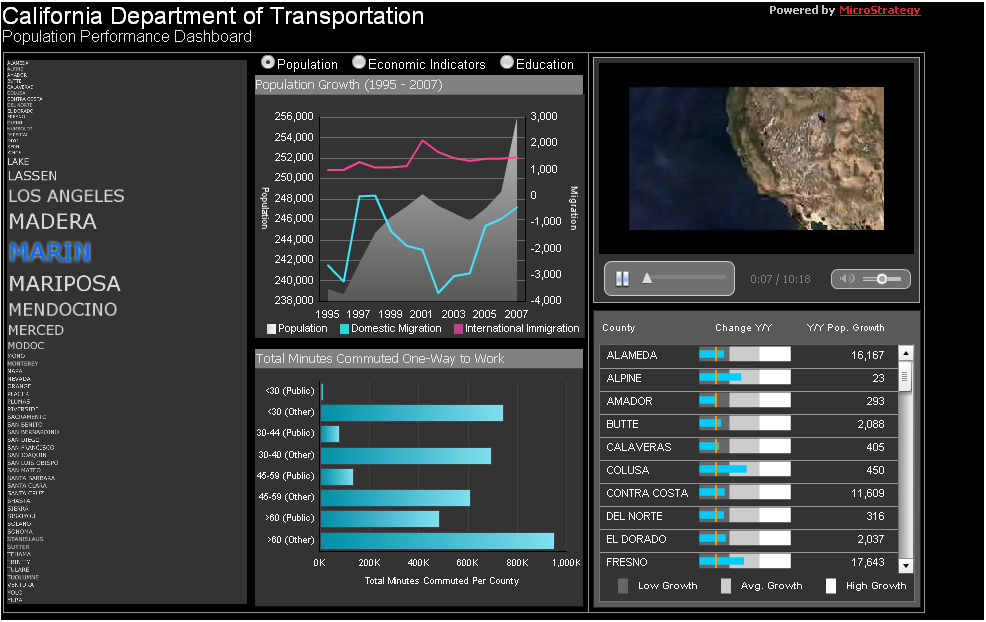 California Department of Transportation
Population Performance Dashboard
Powered by MicroStrategy
ALAMEDA
ALPINE
AMADOR
BUTTE
CALAVERAS
COLUSA
CONTRA COSTA
DEL NORTE
EL DORADO
FRESNO
GLENN
HUMBOLDT
IMPERIAL
INYO
KERN
KINGS
LAKE
LASSEN
LOS ANGELES
MADERA
MARIN
MARIPOSA
MENDOCINO
MERCED
MODOC
MONO
MONTEREY
NAPA
NEVADA
ORANGE
PLACER
PLUMAS
RIVERSIDE
SACRAMENTO
SAN BENITO
SAN BERNARDINO
SAN DIEGO
SAN FRANCISCO
SAN JOAQUIN
SAN LUIS OBISPO
SAN MATEO
SANTA BARBARA
SANTA CLARA
SANTA CRUZ
SHASTA
SIERRA
SISKIYOU
SOLANO
SONOMA
STANISLAUS
SUTTER
TEHAMA
TRINITY
TULARE
TUOLUMNE
VENTURA
YOLO
YUBA
Population Economic Indicators Education
Population Growth (1995 - 2007)
256,000 3,000
254,000 2,000
252,000 1,000
250,000 0
248,000 -1,000
246,000
244,000 -2,000
242,000 -3,000
240,000
238,000 -4,000
Population
Migration
1995 1997 1999 2001 2003 2005 2007
Population Domestic Migration International Immigration
Total Minutes Commuted One-Way to Work
<30 (Public)
<30 (Other)
30-44 (Public)
30-40 (Other)
45-59 (Public)
45-59 (Other)
>60 (Public)
>60 (Other)
0K 200K 400K 600K 800K 1,000K
Total Minutes Commuted Per County
0:07 / 10:18
County Change Y/Y Y/Y Pop. Growth
ALAMEDA 16,167
ALPINE 23
AMADOR 293
BUTTE 2,088
CALAVERAS 405
COLUSA 450
CONTRA COSTA 11,609
DEL NORTE 316
EL DORADO 2,037
FRESNO 17,643
Low Growth Avg. Growth High Growth